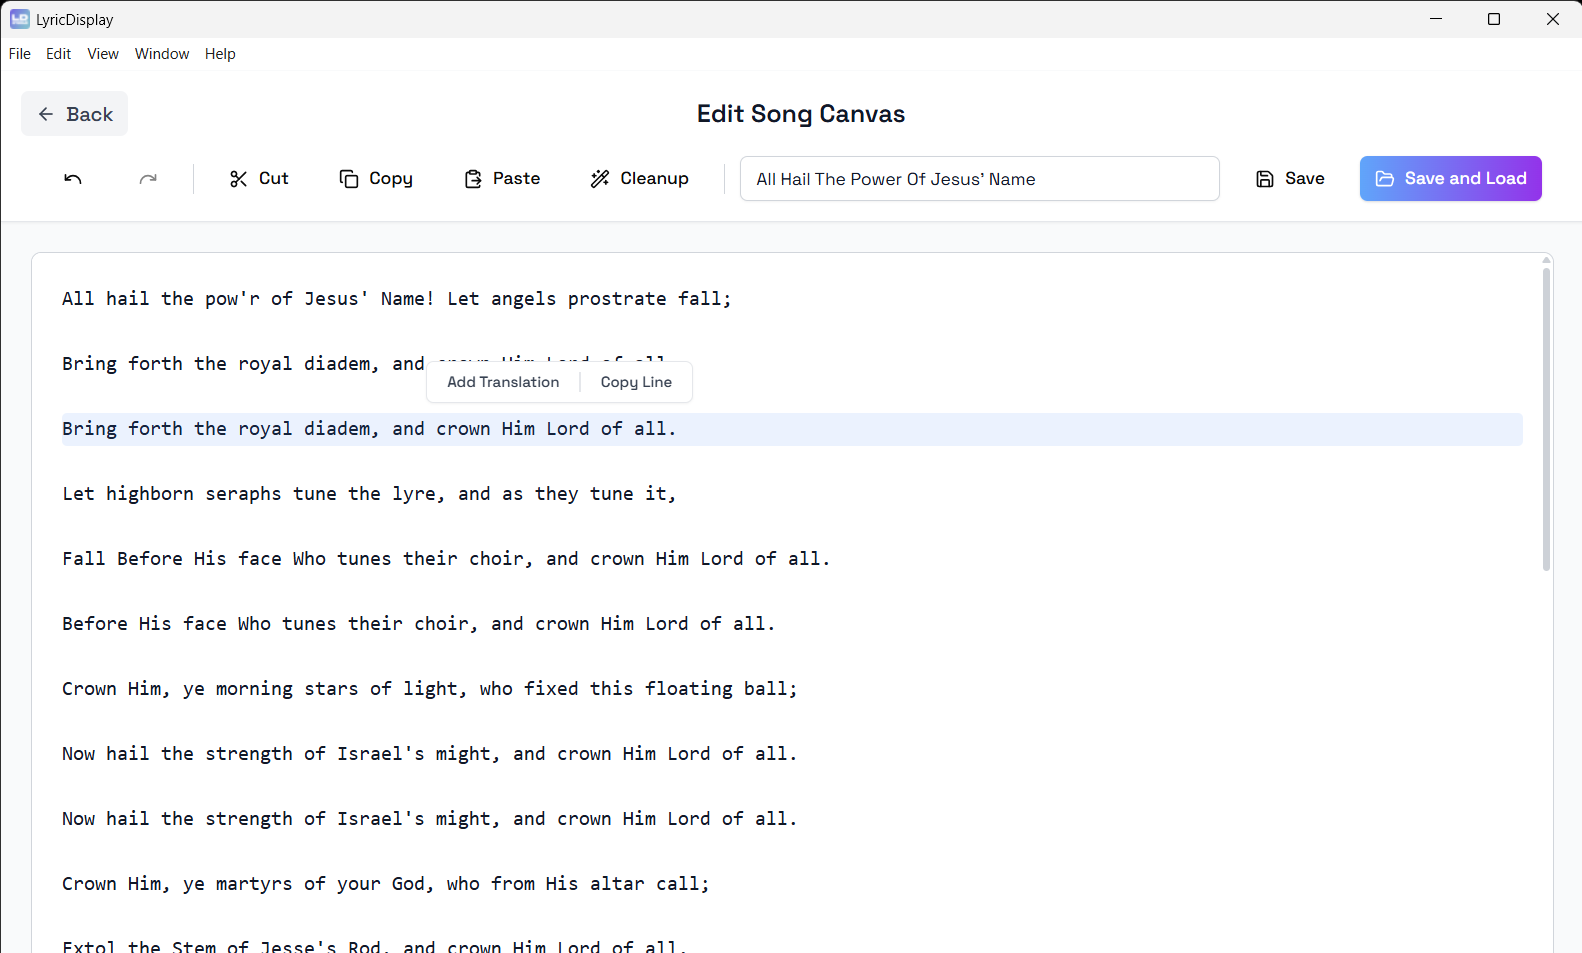 LD LyricDisplay
File Edit View Window Help
Back
Edit Song Canvas
Cut Copy Paste Cleanup All Hail The Power Of Jesus' Name Save Save and Load
All hail the pow'r of Jesus' Name! Let angels prostrate fall;
Bring forth the royal diadem, and crown Him Lord of all
Add Translation Copy Line
Bring forth the royal diadem, and crown Him Lord of all.
Let highborn seraphs tune the lyre, and as they tune it,
Fall Before His face Who tunes their choir, and crown Him Lord of all.
Before His face Who tunes their choir, and crown Him Lord of all.
Crown Him, ye morning stars of light, who fixed this floating ball;
Now hail the strength of Israel's might, and crown Him Lord of all.
Now hail the strength of Israel's might, and crown Him Lord of all.
Crown Him, ye martyrs of your God, who from His altar call;
Extol the Stem of Jesse's Rod, and crown Him Lord of all.